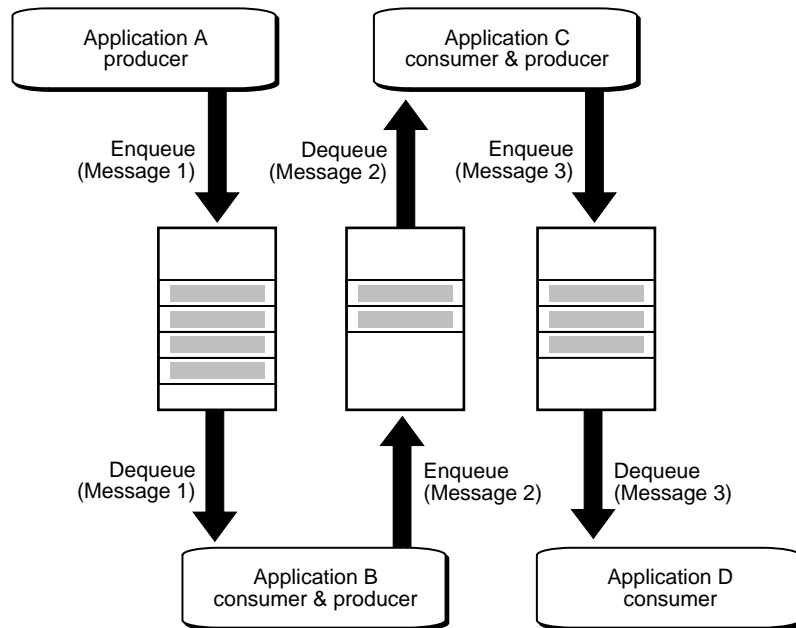 Application A
producer
Application C
consumer & producer
Enqueue
(Message 1)
Dequeue
(Message 2)
Enqueue
(Message 3)
Dequeue
(Message 1)
Enqueue
(Message 2)
Dequeue
(Message 3)
Application B
consumer & producer
Application D
consumer